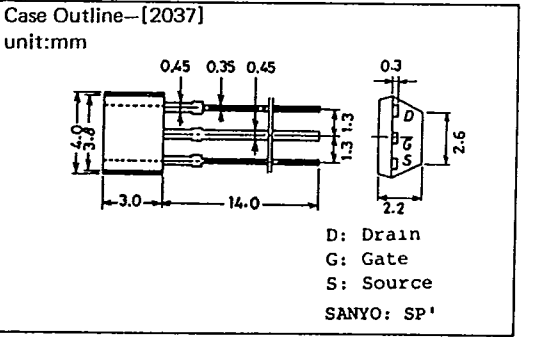 Case Outline—[2037]
unit:mm
0.45 0.35 0.45 0.3
4.0
3.8
1.3
1.3
D
G
S
2.6
3.0 14.0 2.2
D: Drain
G: Gate
S: Source
SANYO: SP'